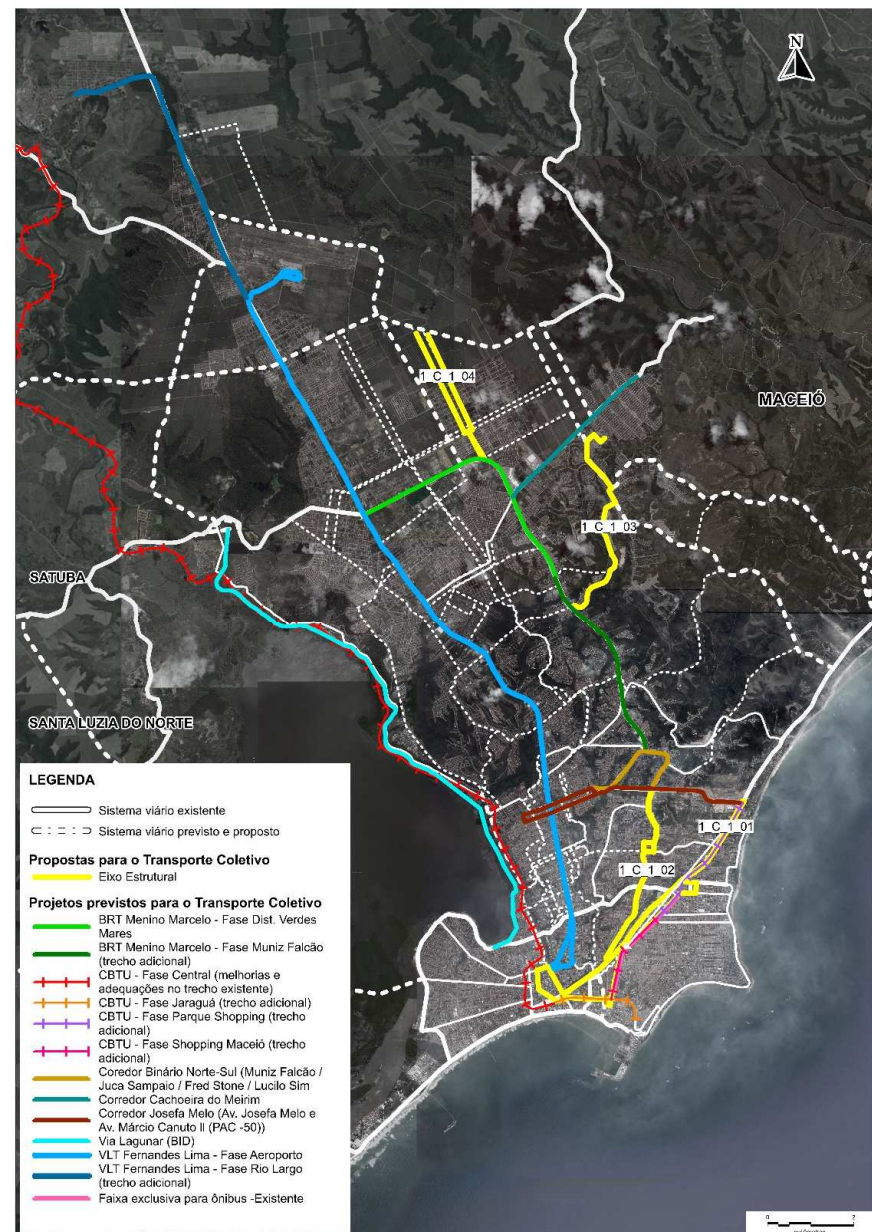 N
1_C_1_04
MACEIÓ
1_C_1_03
SATUBA
SANTA LUZIA DO NORTE
1_C_1_01
1_C_1_02
LEGENDA
Sistema viário existente
Sistema viário previsto e proposto
Propostas para o Transporte Coletivo
Eixo Estrutural
Projetos previstos para o Transporte Coletivo
BRT Menino Marcelo - Fase Dist. Verdes
Mares
BRT Menino Marcelo - Fase Muniz Falcão
(trecho adicional)
CBTU - Fase Central (melhorias e
adequações no trecho existente)
CBTU - Fase Jaraguá (trecho adicional)
CBTU - Fase Parque Shopping (trecho
adicional)
CBTU - Fase Shopping Maceió (trecho
adicional)
Coredor Binário Norte-Sul (Muniz Falcão /
Juca Sampaio / Fred Stone / Lucilo Sim
Corredor Cachoeira do Meirim
Corredor Josefa Melo (Av. Josefa Melo e
Av. Márcio Canuto II (PAC -50))
Via Lagunar (BID)
VLT Fernandes Lima - Fase Aeroporto
VLT Fernandes Lima - Fase Rio Largo
(trecho adicional)
Faixa exclusiva para ônibus -Existente
0 2